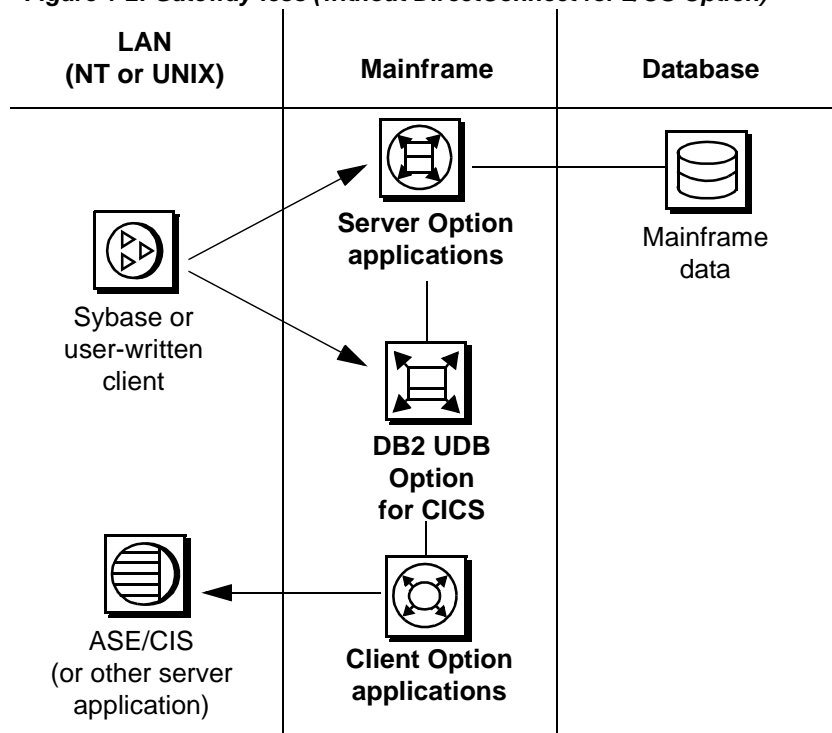 Figure 1-2: Gateway-less (without DirectConnect for z/OS Option)
LAN
(NT or UNIX)
Mainframe
Database
Server Option
applications
Mainframe
data
Sybase or
user-written
client
DB2 UDB
Option
for CICS
ASE/CIS
(or other server
application)
Client Option
applications